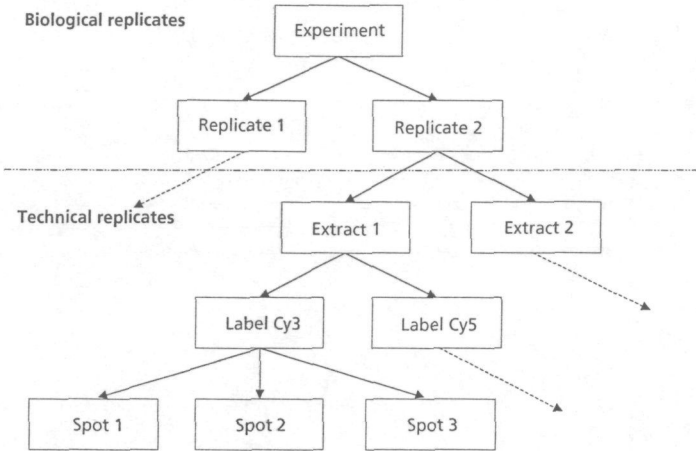 Biological replicates
Experiment
Replicate 1
Replicate 2
Technical replicates
Extract 1
Extract 2
Label Cy3
Label Cy5
Spot 1
Spot 2
Spot 3